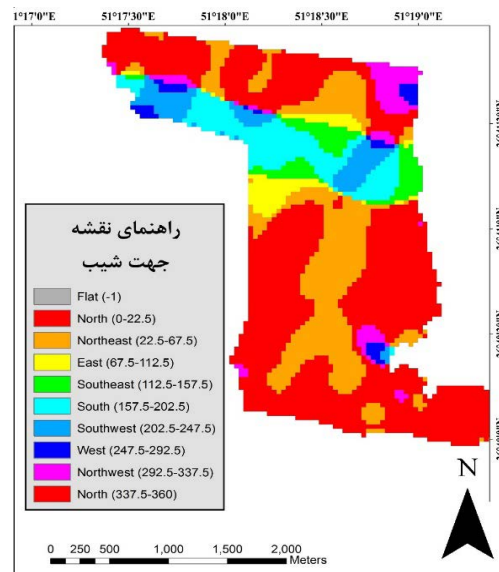 1°17'0"E 51°17'30"E 51°18'0"E 51°18'30"E 51°19'0"E
راهنمای نقشه
جهت شیب
Flat (-1)
North (0-22.5)
Northeast (22.5-67.5)
East (67.5-112.5)
Southeast (112.5-157.5)
South (157.5-202.5)
Southwest (202.5-247.5)
West (247.5-292.5)
Northwest (292.5-337.5)
North (337.5-360)
N
0 250 500 1,000 1,500 2,000
Meters